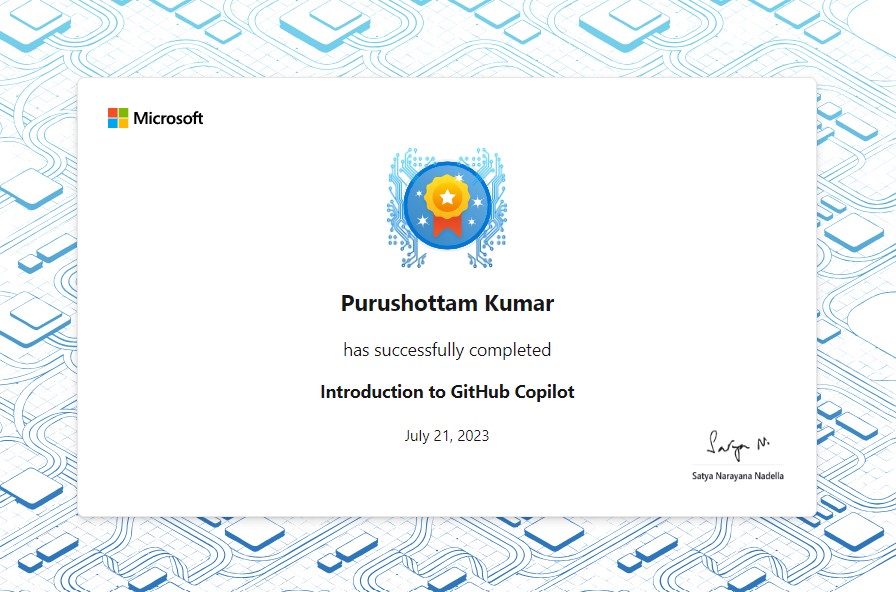 Microsoft
Purushottam Kumar
has successfully completed
Introduction to GitHub Copilot
July 21, 2023
Satya N.
Satya Narayana Nadella